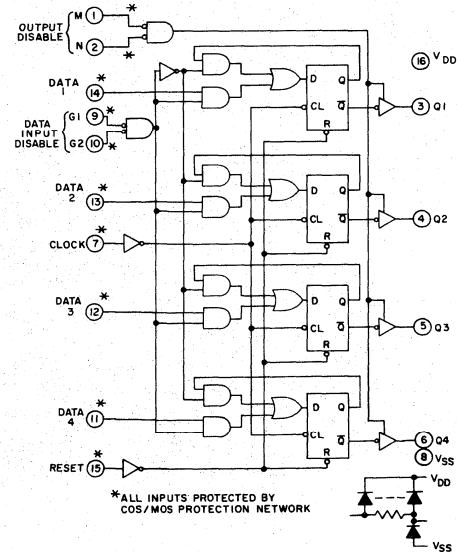 OUTPUT DISABLE
M 1 *
N 2 *
16 VDD
DATA 1 14 *
D Q
CL Q̅
R
3 Q1
DATA INPUT DISABLE
G1 9 *
G2 10 *
DATA 2 13 *
D Q
CL Q̅
R
4 Q2
CLOCK 7 *
DATA 3 12 *
D Q
CL Q̅
R
5 Q3
DATA 4 11 *
D Q
CL Q̅
R
6 Q4
8 VSS
RESET 15 *
*ALL INPUTS PROTECTED BY
COS/MOS PROTECTION NETWORK
VDD
VSS